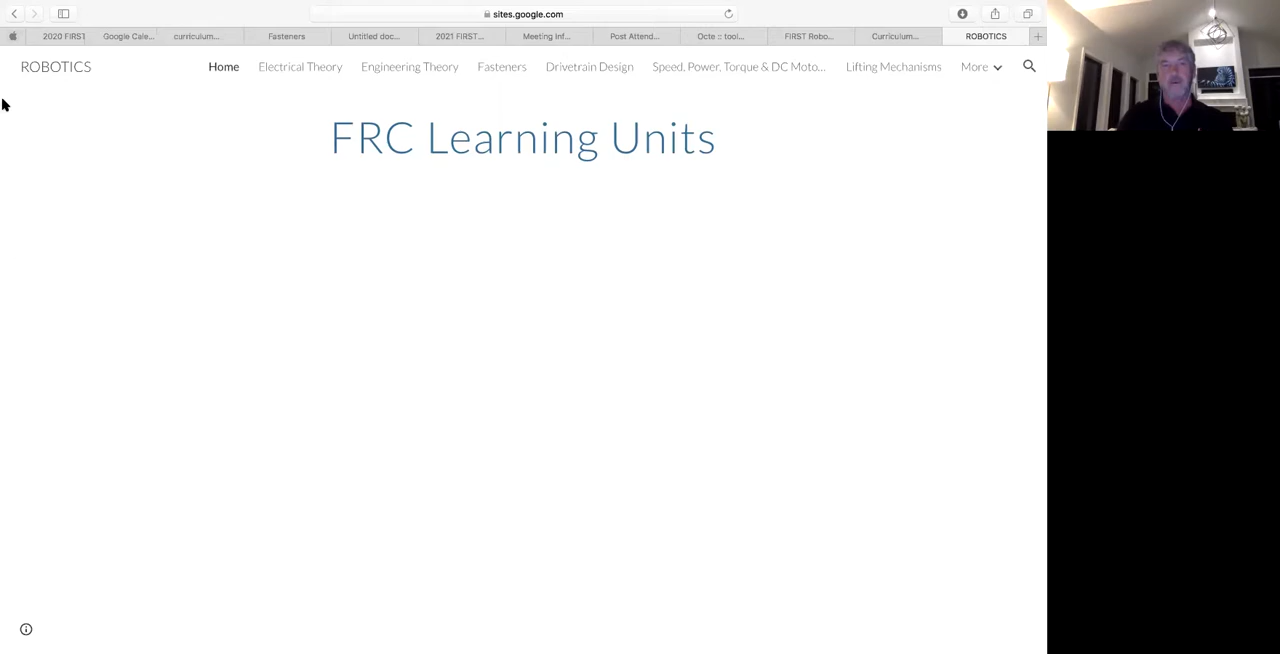 sites.google.com
2020 FIRST
Google Cale...
curriculum...
Fasteners
Untitled doc...
2021 FIRST...
Meeting Inf...
Post Attend...
Octe :: tool...
FIRST Robo...
Curriculum...
ROBOTICS
ROBOTICS
Home
Electrical Theory
Engineering Theory
Fasteners
Drivetrain Design
Speed, Power, Torque & DC Moto...
Lifting Mechanisms
More
FRC Learning Units